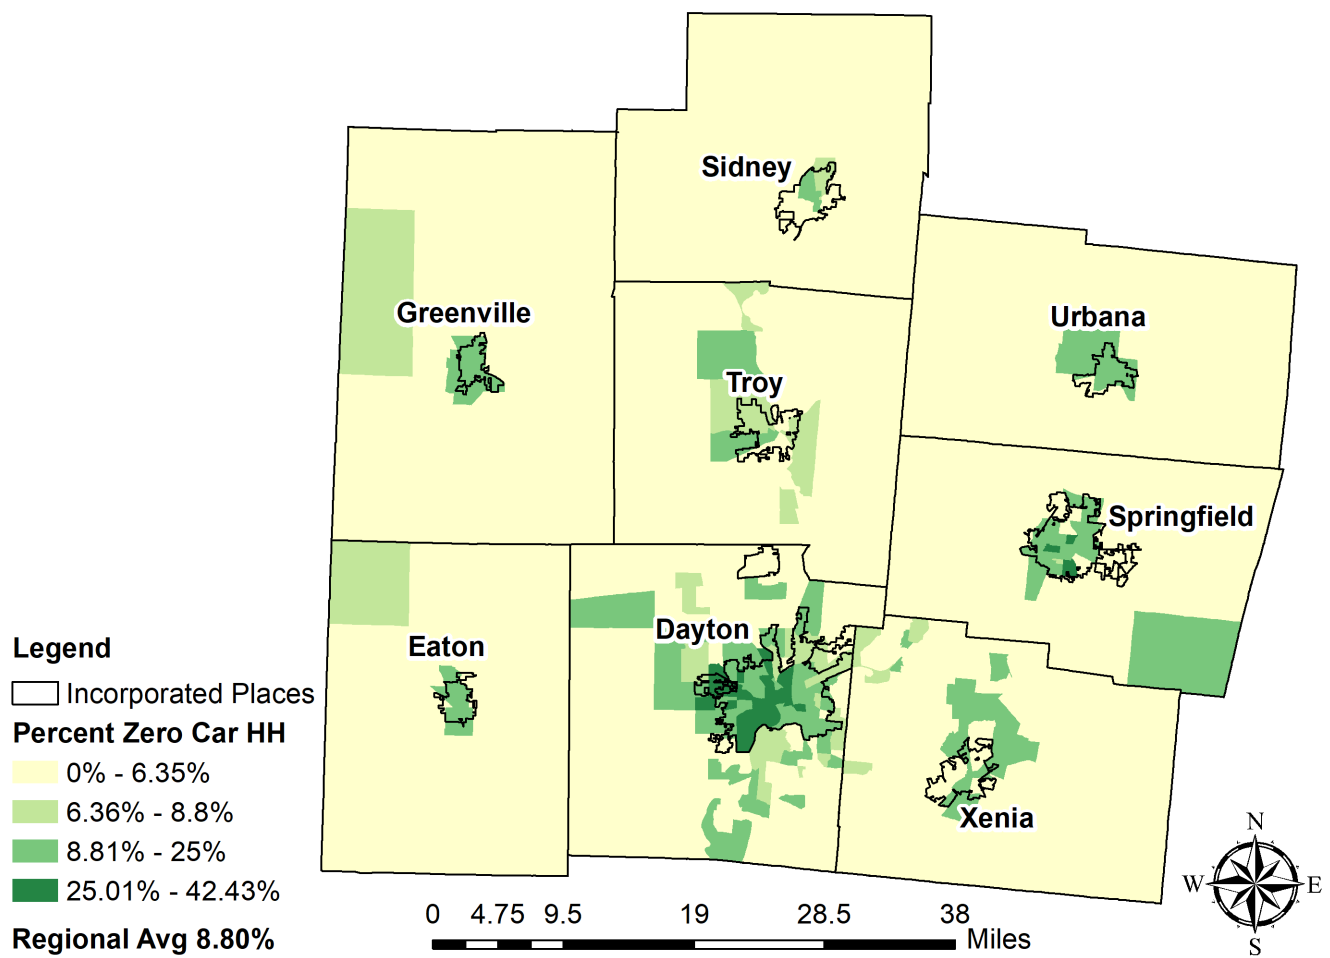 Sidney
Greenville
Urbana
Troy
Springfield
Dayton
Eaton
Xenia
Legend
Incorporated Places
Percent Zero Car HH
0% - 6.35%
6.36% - 8.8%
8.81% - 25%
25.01% - 42.43%
Regional Avg 8.80%
0 4.75 9.5 19 28.5 38
Miles
N
W E
S